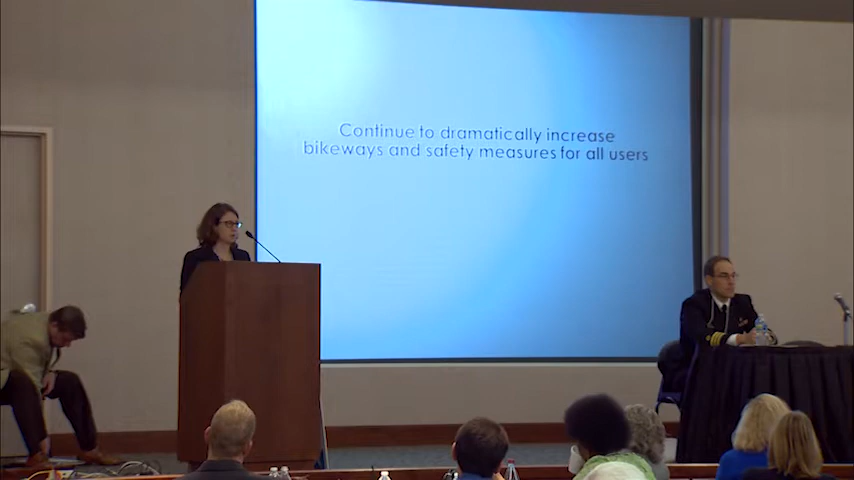 Continue to dramatically increase
bikeways and safety measures for all users